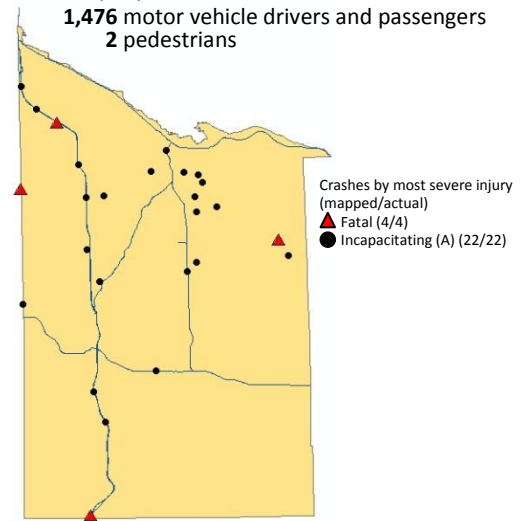 1,476 motor vehicle drivers and passengers
2 pedestrians
Crashes by most severe injury
(mapped/actual)
Fatal (4/4)
Incapacitating (A) (22/22)